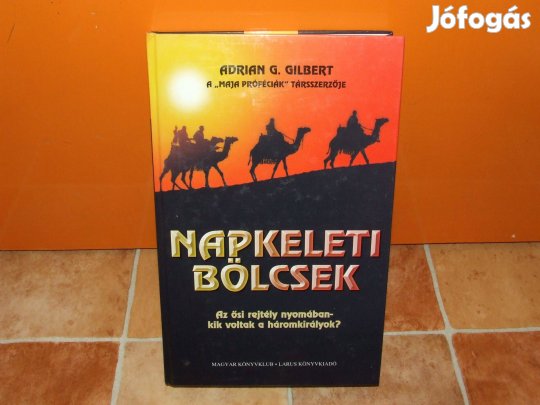 Jófogás
ADRIAN G. GILBERT
A „MAJA PRÓFÉCIÁK" TÁRSSZERZŐJE
NAPKELETI
BÖLCSEK
Az ősi rejtély nyomában-
kik voltak a háromkirályok?
MAGYAR KÖNYVKLUB • LARUS KÖNYVKIADÓ